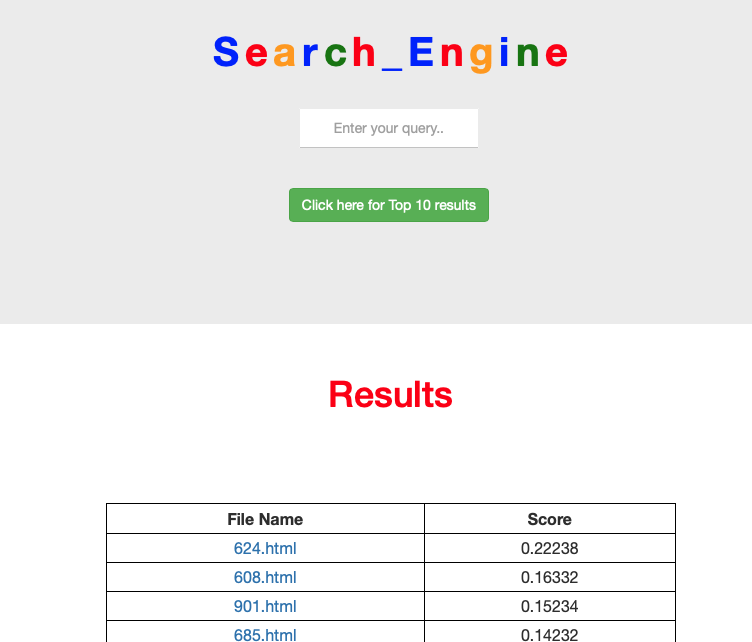 Search_Engine
Enter your query..
Click here for Top 10 results
Results
File Name Score
624.html 0.22238
608.html 0.16332
901.html 0.15234
685.html 0.14232